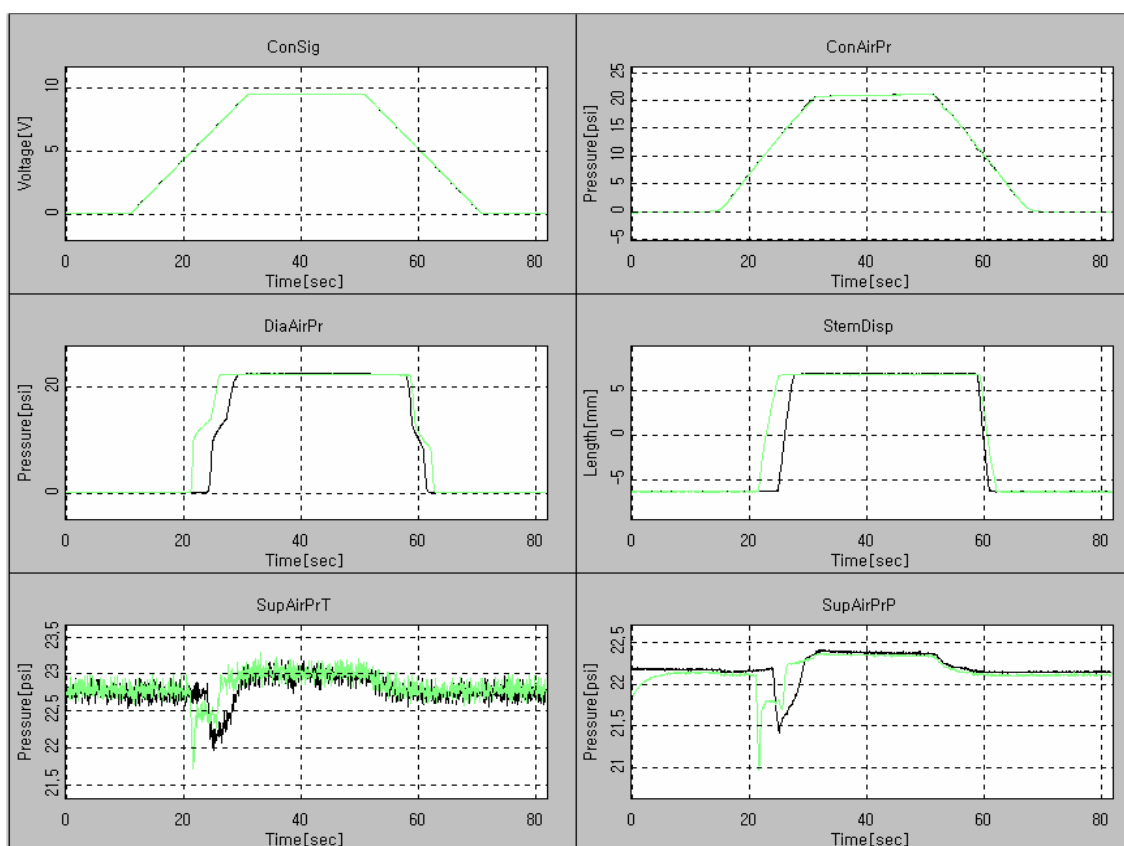 ConSig
Voltage[V]
10
5
0
0 20 40 60 80
Time[sec]
ConAirPr
Pressure[psi]
25
20
15
10
5
0
-5
0 20 40 60 80
Time[sec]
DiaAirPr
Pressure[psi]
20
0
0 20 40 60 80
Time[sec]
StemDisp
Length[mm]
5
0
-5
0 20 40 60 80
Time[sec]
SupAirPrT
Pressure[psi]
23,5
23
22,5
22
21,5
0 20 40 60 80
Time[sec]
SupAirPrP
Pressure[psi]
22,5
22
21,5
21
0 20 40 60 80
Time[sec]